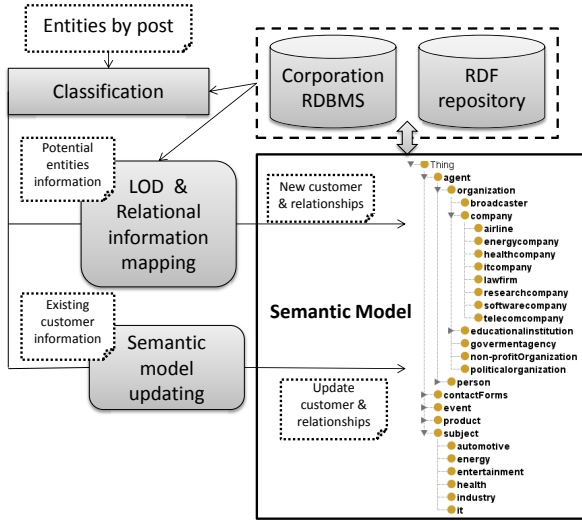 Entities by post
Classification
Corporation
RDBMS
RDF
repository
Potential
entities
information
LOD &
Relational
information
mapping
New customer
& relationships
Existing
customer
information
Semantic
model
updating
Update
customer &
relationships
Semantic Model
Thing
agent
organization
broadcaster
company
airline
energycompany
healthcompany
itcompany
lawfirm
researchcompany
softwarecompany
telecomcompany
educationalinstitution
govermentagency
non-profitOrganization
politicalorganization
person
contactForms
event
product
subject
automotive
energy
entertainment
health
industry
it